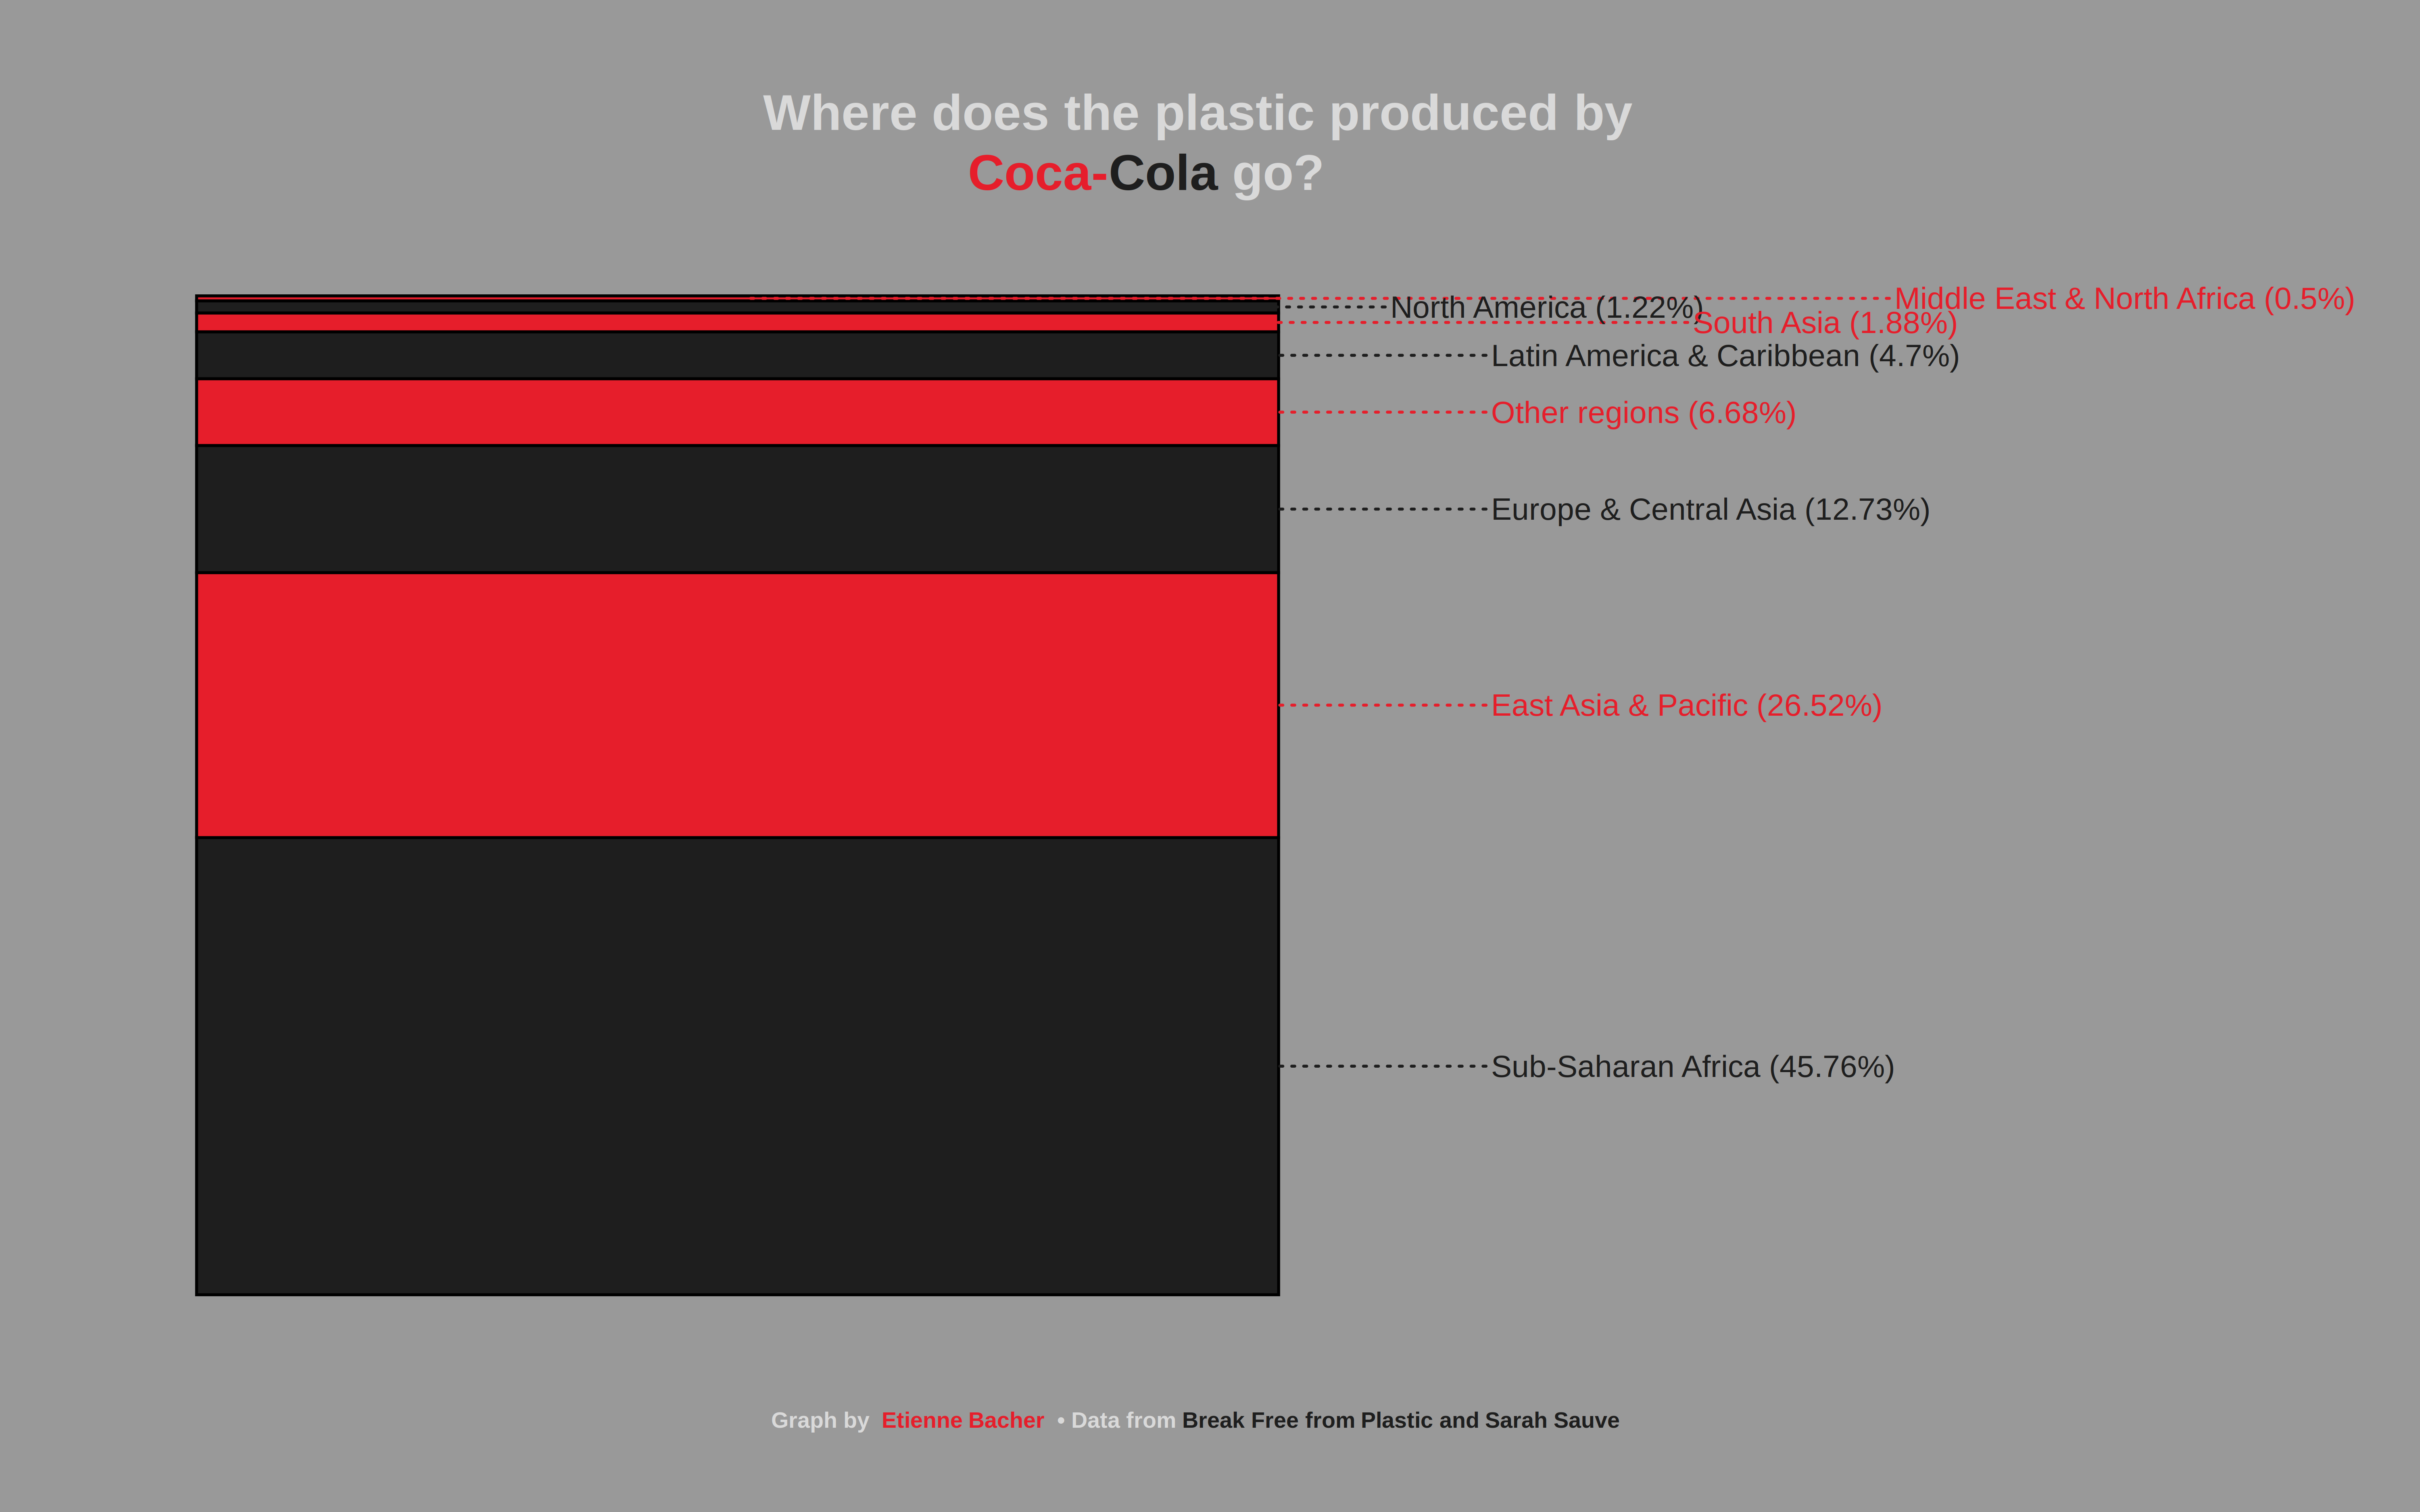 Where does the plastic produced by
Coca-Cola go?
Middle East & North Africa (0.5%)
North America (1.22%)
South Asia (1.88%)
Latin America & Caribbean (4.7%)
Other regions (6.68%)
Europe & Central Asia (12.73%)
East Asia & Pacific (26.52%)
Sub-Saharan Africa (45.76%)
Graph by Etienne Bacher • Data from Break Free from Plastic and Sarah Sauve